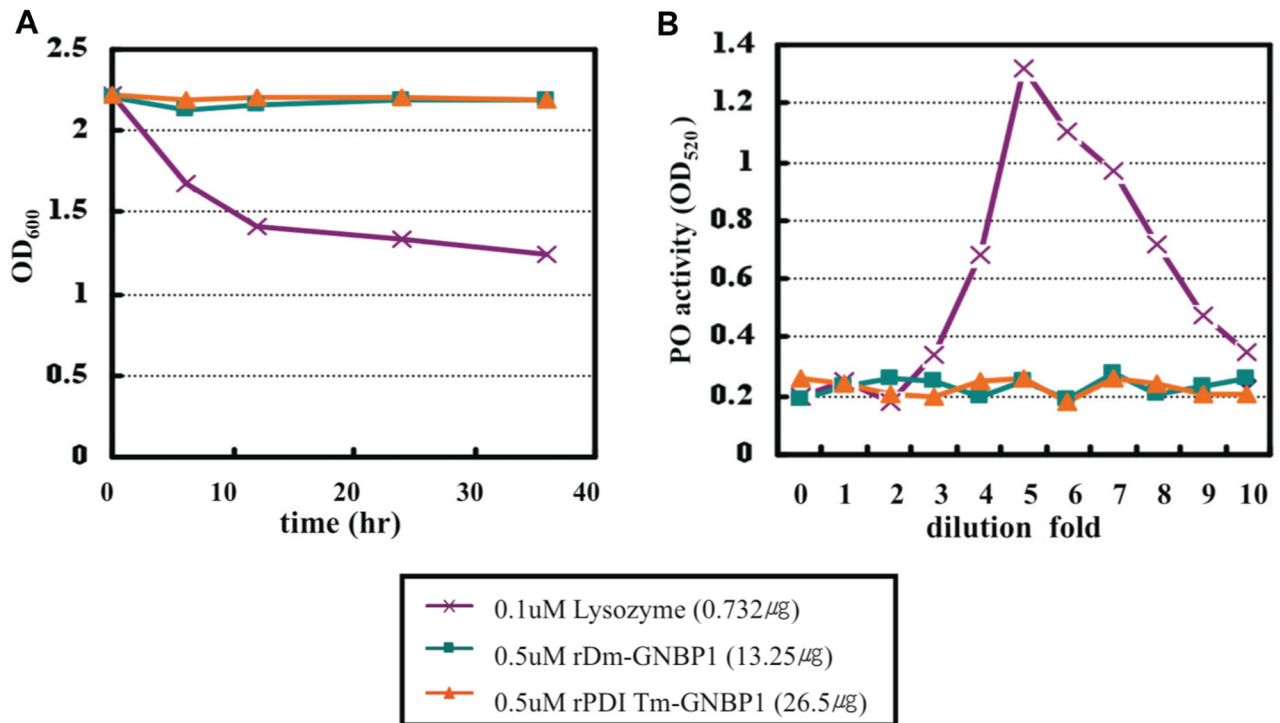 A
2.5
2
1.5
1
0.5
0
OD600
0 10 20 30 40
time (hr)
B
1.4
1.2
1
0.8
0.6
0.4
0.2
0
PO activity (OD520)
0 1 2 3 4 5 6 7 8 9 10
dilution fold
0.1uM Lysozyme (0.732㎍)
0.5uM rDm-GNBP1 (13.25㎍)
0.5uM rPDI Tm-GNBP1 (26.5㎍)